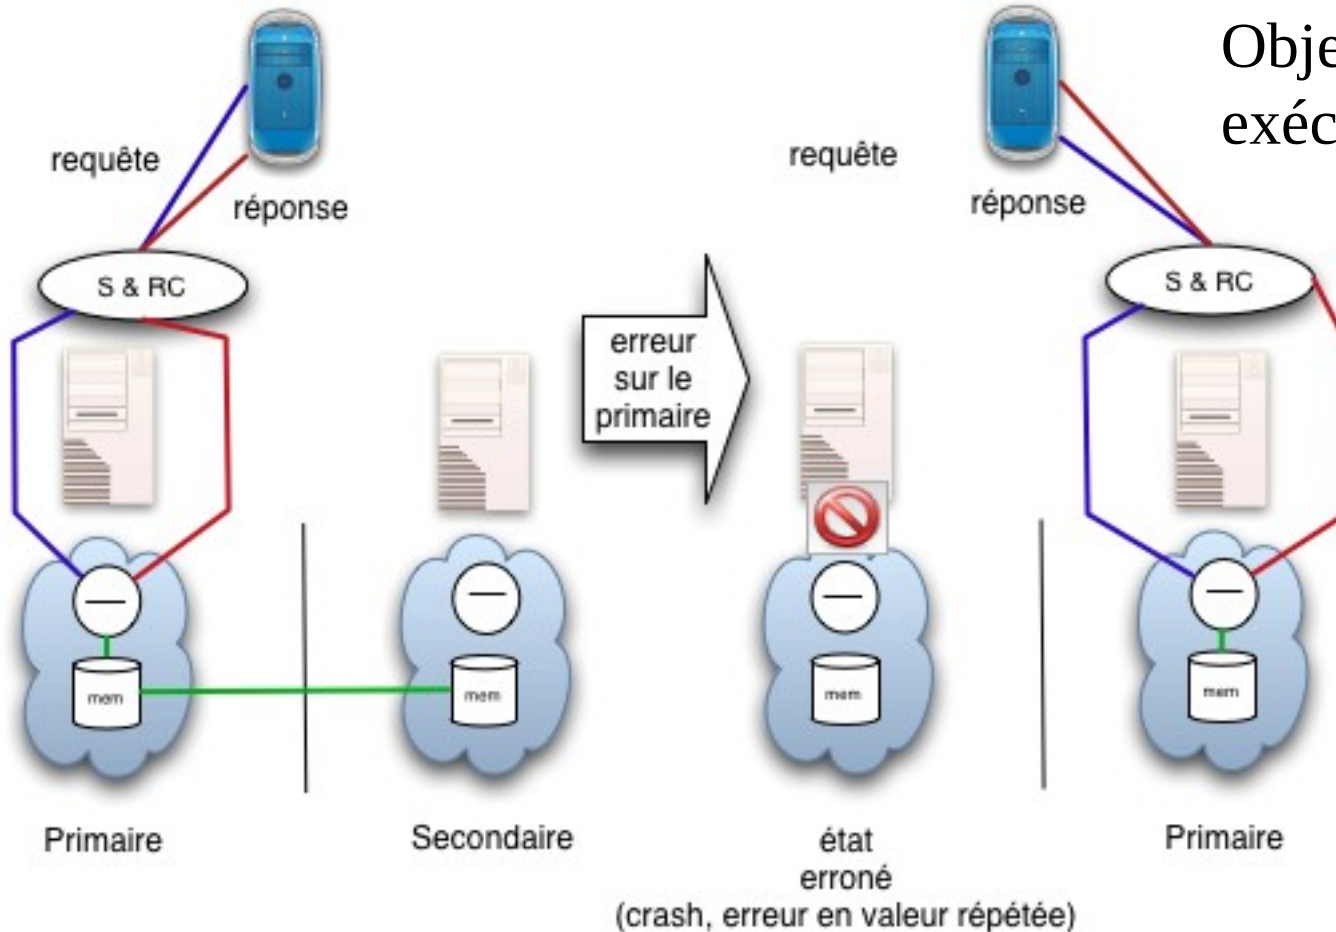 Obje
exéc
requête
réponse
S & RC
mem
mem
Primaire
Secondaire
erreur
sur le
primaire
requête
réponse
S & RC
mem
mem
état
erroné
(crash, erreur en valeur répétée)
Primaire